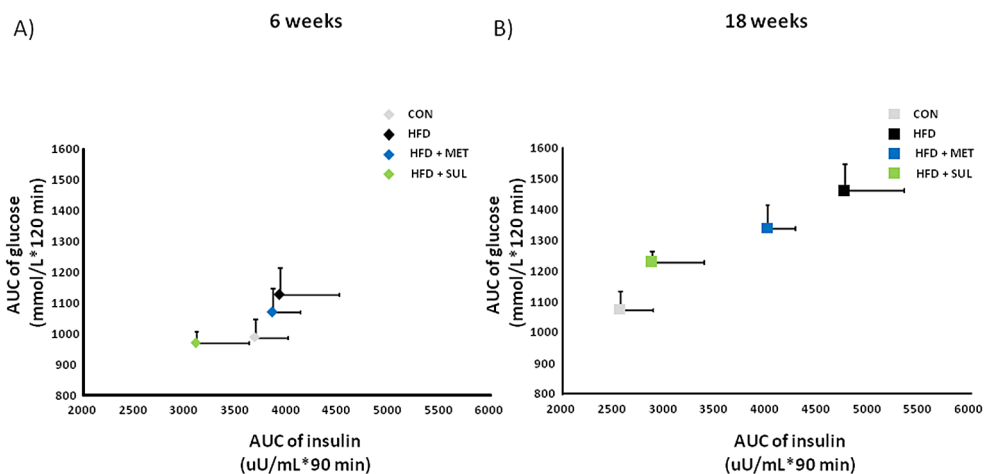 A)
6 weeks
CON
HFD
HFD + MET
HFD + SUL
AUC of glucose
(mmol/L*120 min)
1600
1500
1400
1300
1200
1100
1000
900
800
2000 2500 3000 3500 4000 4500 5000 5500 6000
AUC of insulin
(uU/mL*90 min)
B)
18 weeks
CON
HFD
HFD + MET
HFD + SUL
AUC of glucose
(mmol/L*120 min)
1600
1500
1400
1300
1200
1100
1000
900
800
2000 2500 3000 3500 4000 4500 5000 5500 6000
AUC of insulin
(uU/mL*90 min)